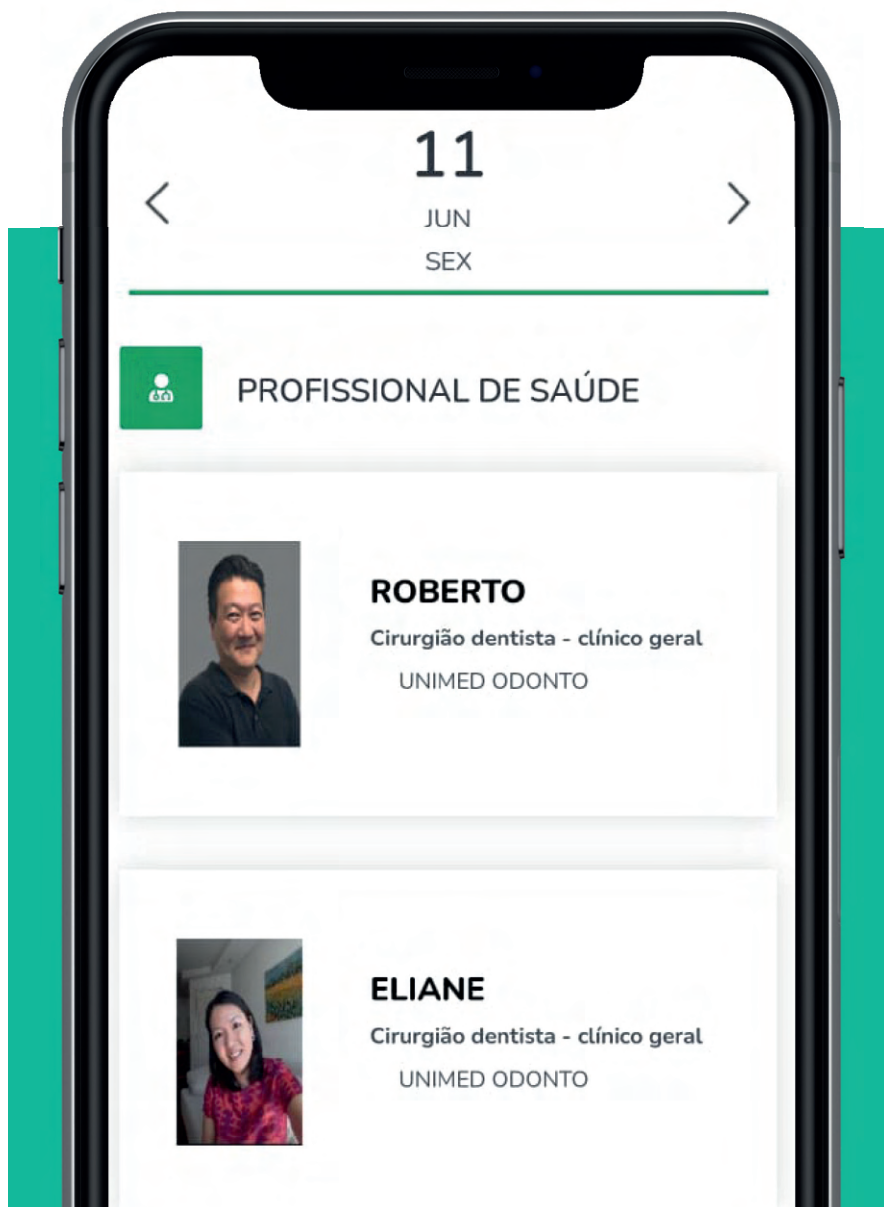 11
JUN
SEX
PROFISSIONAL DE SAÚDE
ROBERTO
Cirurgião dentista - clínico geral
UNIMED ODONTO
ELIANE
Cirurgião dentista - clínico geral
UNIMED ODONTO